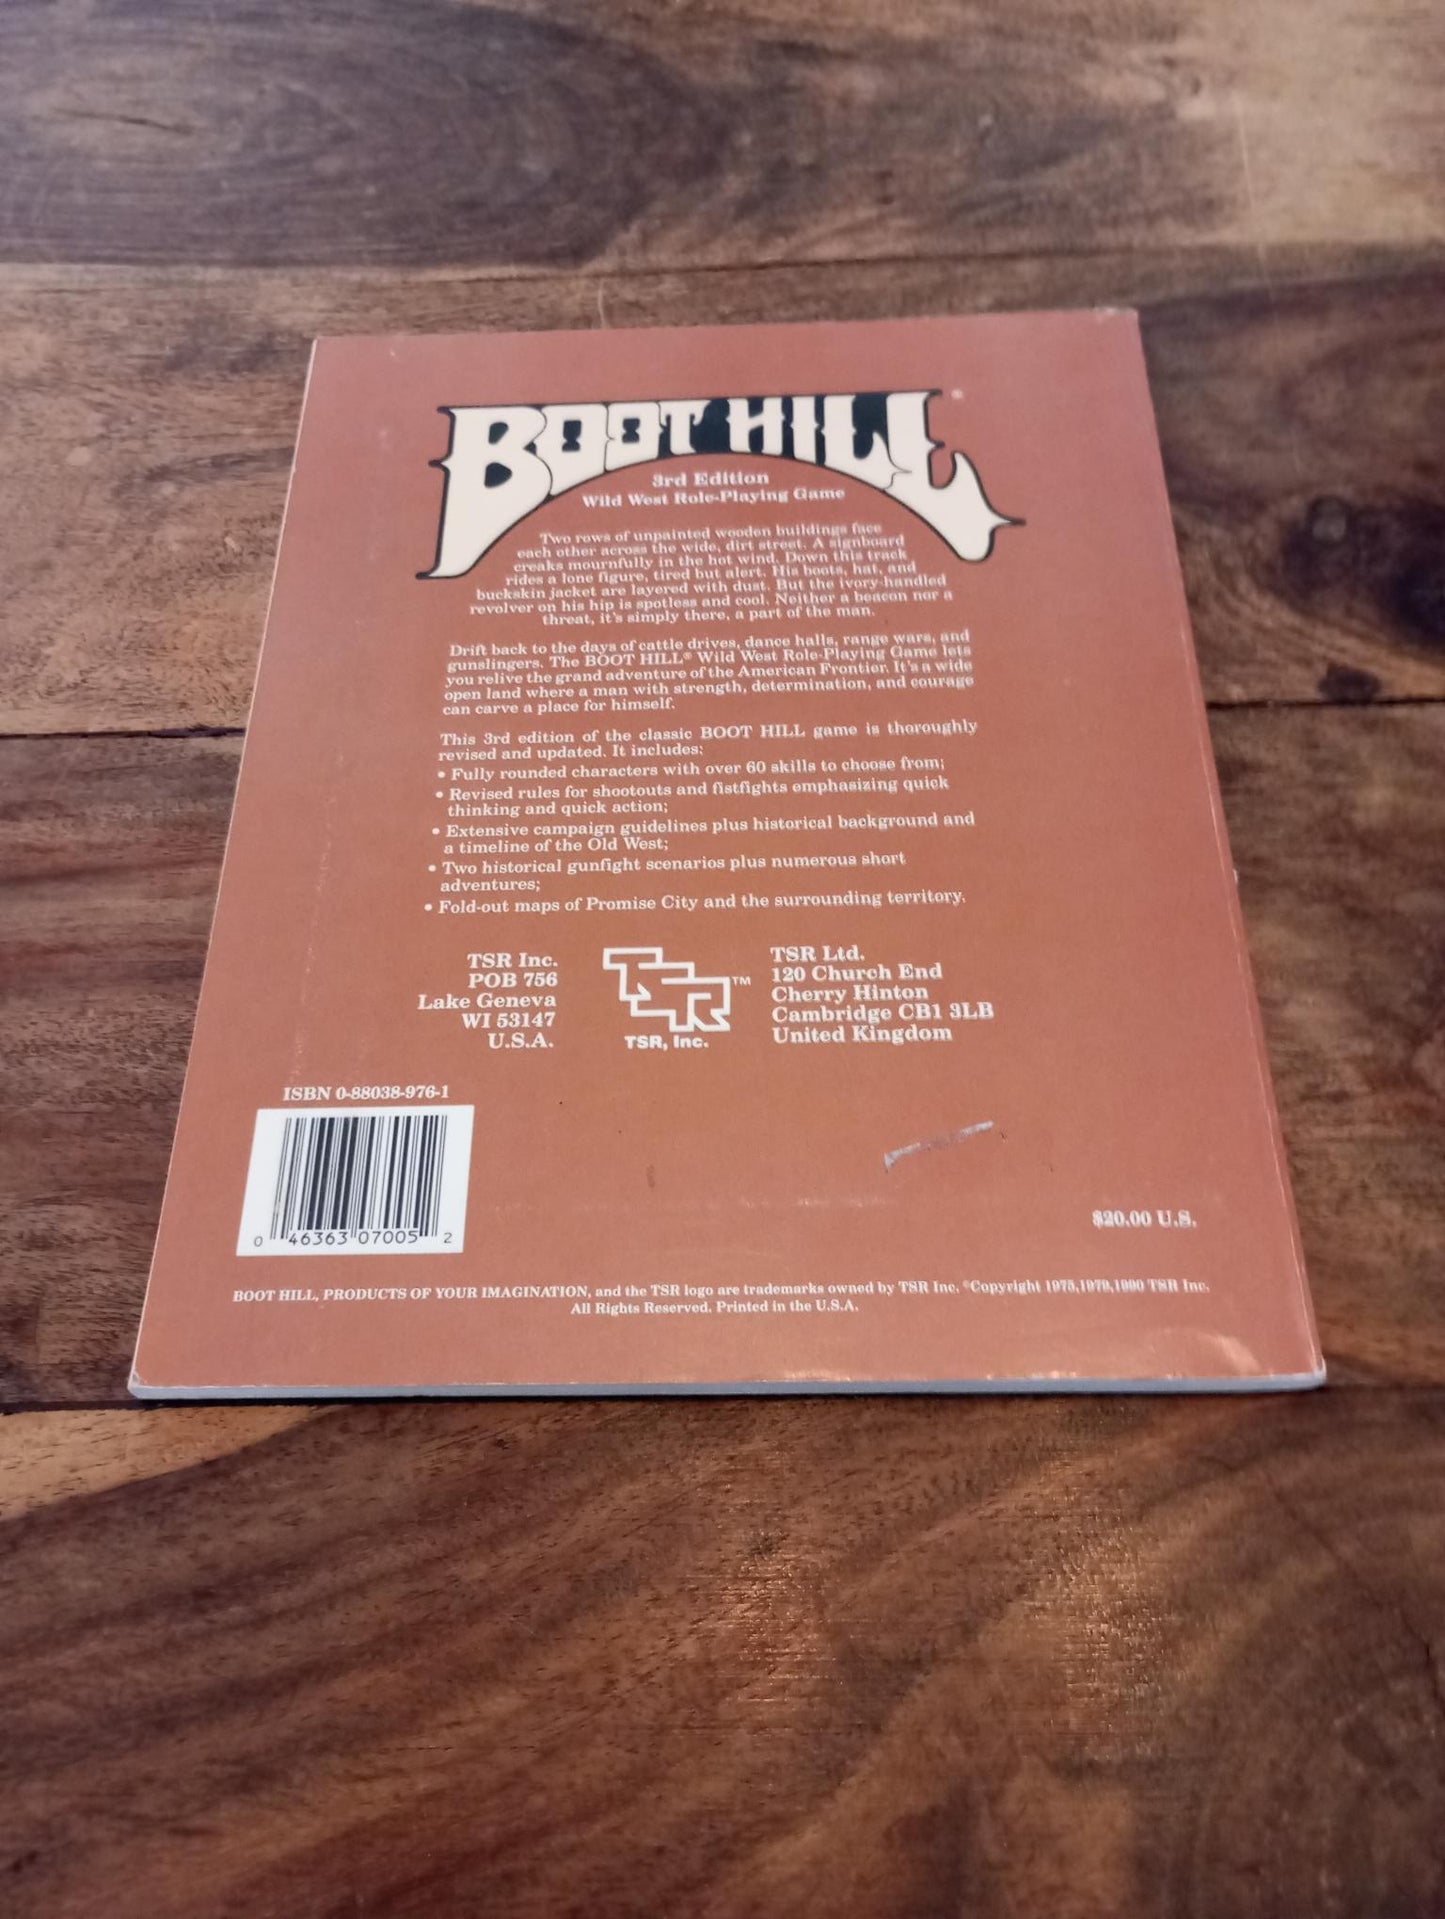 BOOT HILL®
3rd Edition
Wild West Role-Playing Game
Two rows of unpainted wooden buildings face
each other across the wide, dirt street. A signboard
creaks mournfully in the hot wind. Down this track
rides a lone figure, tired but alert. His boots, hat, and
buckskin jacket are layered with dust. But the ivory-handled
revolver on his hip is spotless and cool. Neither a beacon nor a
threat, it's simply there, a part of the man.
Drift back to the days of cattle drives, dance halls, range wars, and
gunslingers. The BOOT HILL® Wild West Role-Playing Game lets
you relive the grand adventure of the American Frontier. It's a wide
open land where a man with strength, determination, and courage
can carve a place for himself.
This 3rd edition of the classic BOOT HILL game is thoroughly
revised and updated. It includes:
• Fully rounded characters with over 60 skills to choose from;
• Revised rules for shootouts and fistfights emphasizing quick
thinking and quick action;
• Extensive campaign guidelines plus historical background and
a timeline of the Old West;
• Two historical gunfight scenarios plus numerous short
adventures;
• Fold-out maps of Promise City and the surrounding territory.
TSR Inc.
POB 756
Lake Geneva
WI 53147
U.S.A.
TSR™
TSR, Inc.
TSR Ltd.
120 Church End
Cherry Hinton
Cambridge CB1 3LB
United Kingdom
ISBN 0-88038-976-1
0 46363 07005 2
$20.00 U.S.
BOOT HILL, PRODUCTS OF YOUR IMAGINATION, and the TSR logo are trademarks owned by TSR Inc. ©Copyright 1975,1979,1990 TSR Inc.
All Rights Reserved. Printed in the U.S.A.